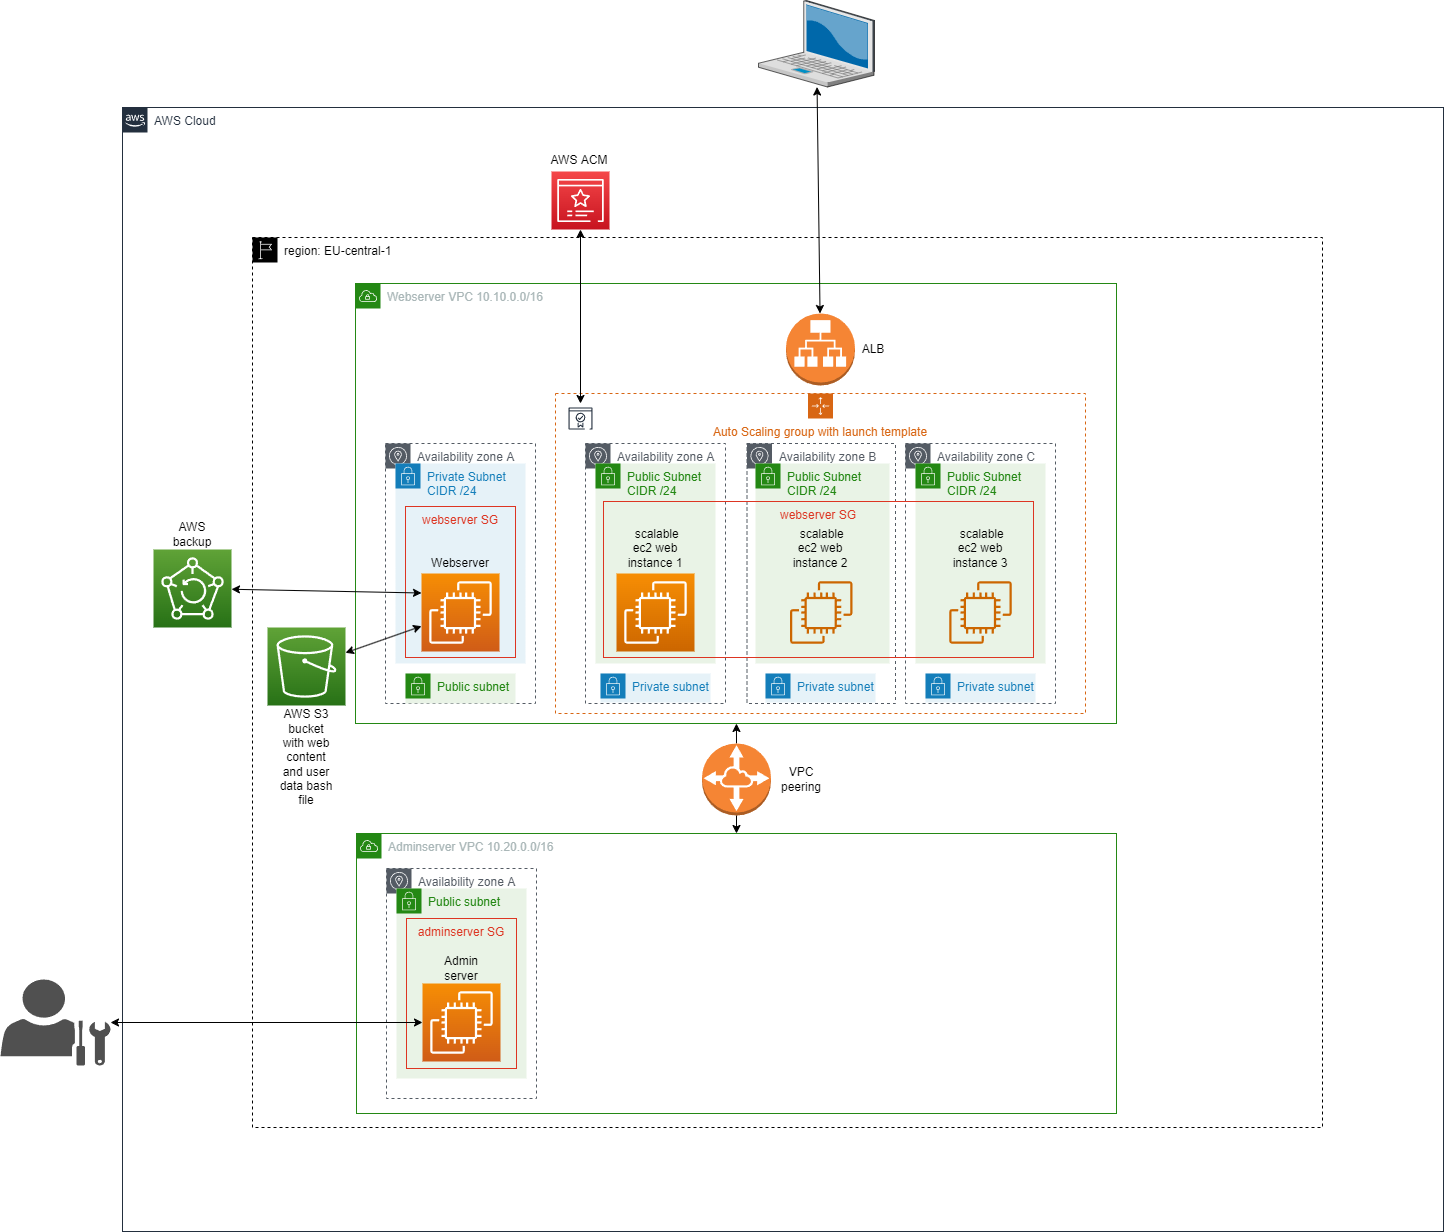 aws
AWS Cloud
AWS ACM
region: EU-central-1
Webserver VPC 10.10.0.0/16
ALB
Auto Scaling group with launch template
Availability zone A
Private Subnet
CIDR /24
webserver SG
Webserver
Public subnet
Availability zone A
Public Subnet
CIDR /24
scalable
ec2 web
instance 1
Private subnet
Availability zone B
Public Subnet
CIDR /24
webserver SG
scalable
ec2 web
instance 2
Private subnet
Availability zone C
Public Subnet
CIDR /24
scalable
ec2 web
instance 3
Private subnet
AWS
backup
AWS S3
bucket
with web
content
and user
data bash
file
VPC
peering
Adminserver VPC 10.20.0.0/16
Availability zone A
Public subnet
adminserver SG
Admin
server